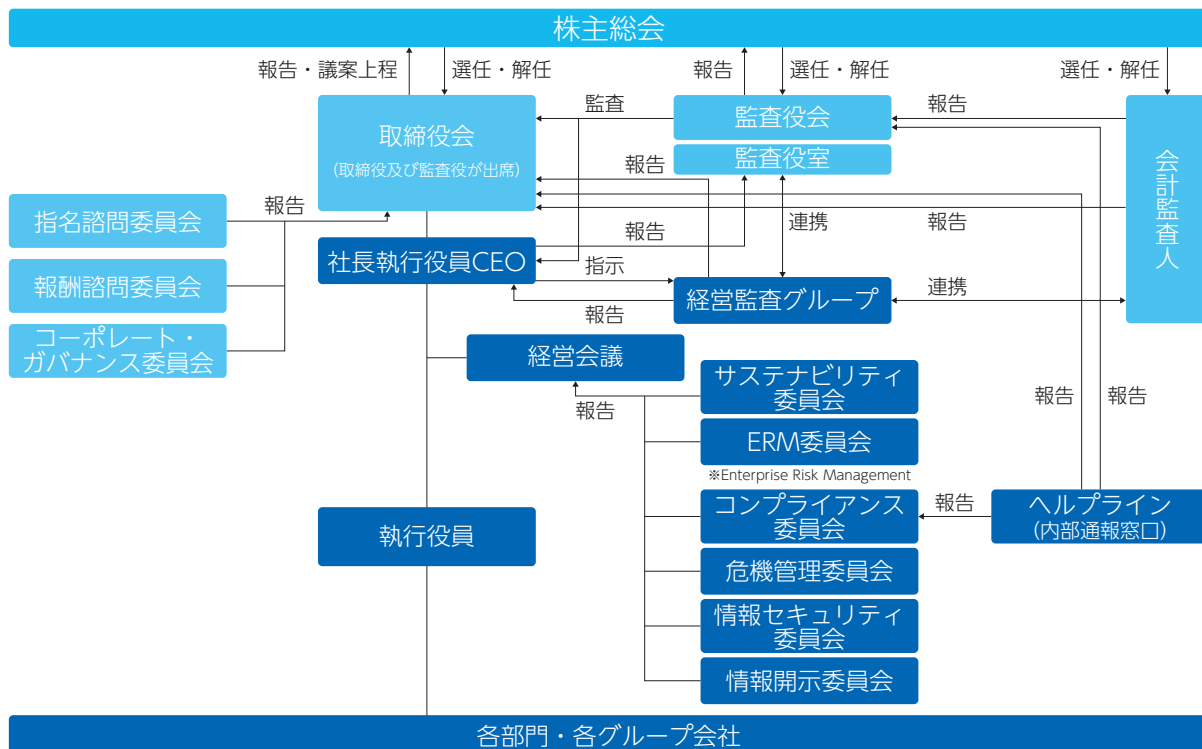 株主総会
報告・議案上程
選任・解任
報告
選任・解任
選任・解任
取締役会
(取締役及び監査役が出席)
監査
監査役会
報告
会計監査人
監査役室
報告
指名諮問委員会
報告
報告
連携
報告
社長執行役員CEO
指示
報酬諮問委員会
経営監査グループ
連携
報告
コーポレート・
ガバナンス委員会
経営会議
サステナビリティ
委員会
報告
報告
報告
ERM委員会
※Enterprise Risk Management
コンプライアンス
委員会
報告
ヘルプライン
(内部通報窓口)
執行役員
危機管理委員会
情報セキュリティ
委員会
情報開示委員会
各部門・各グループ会社